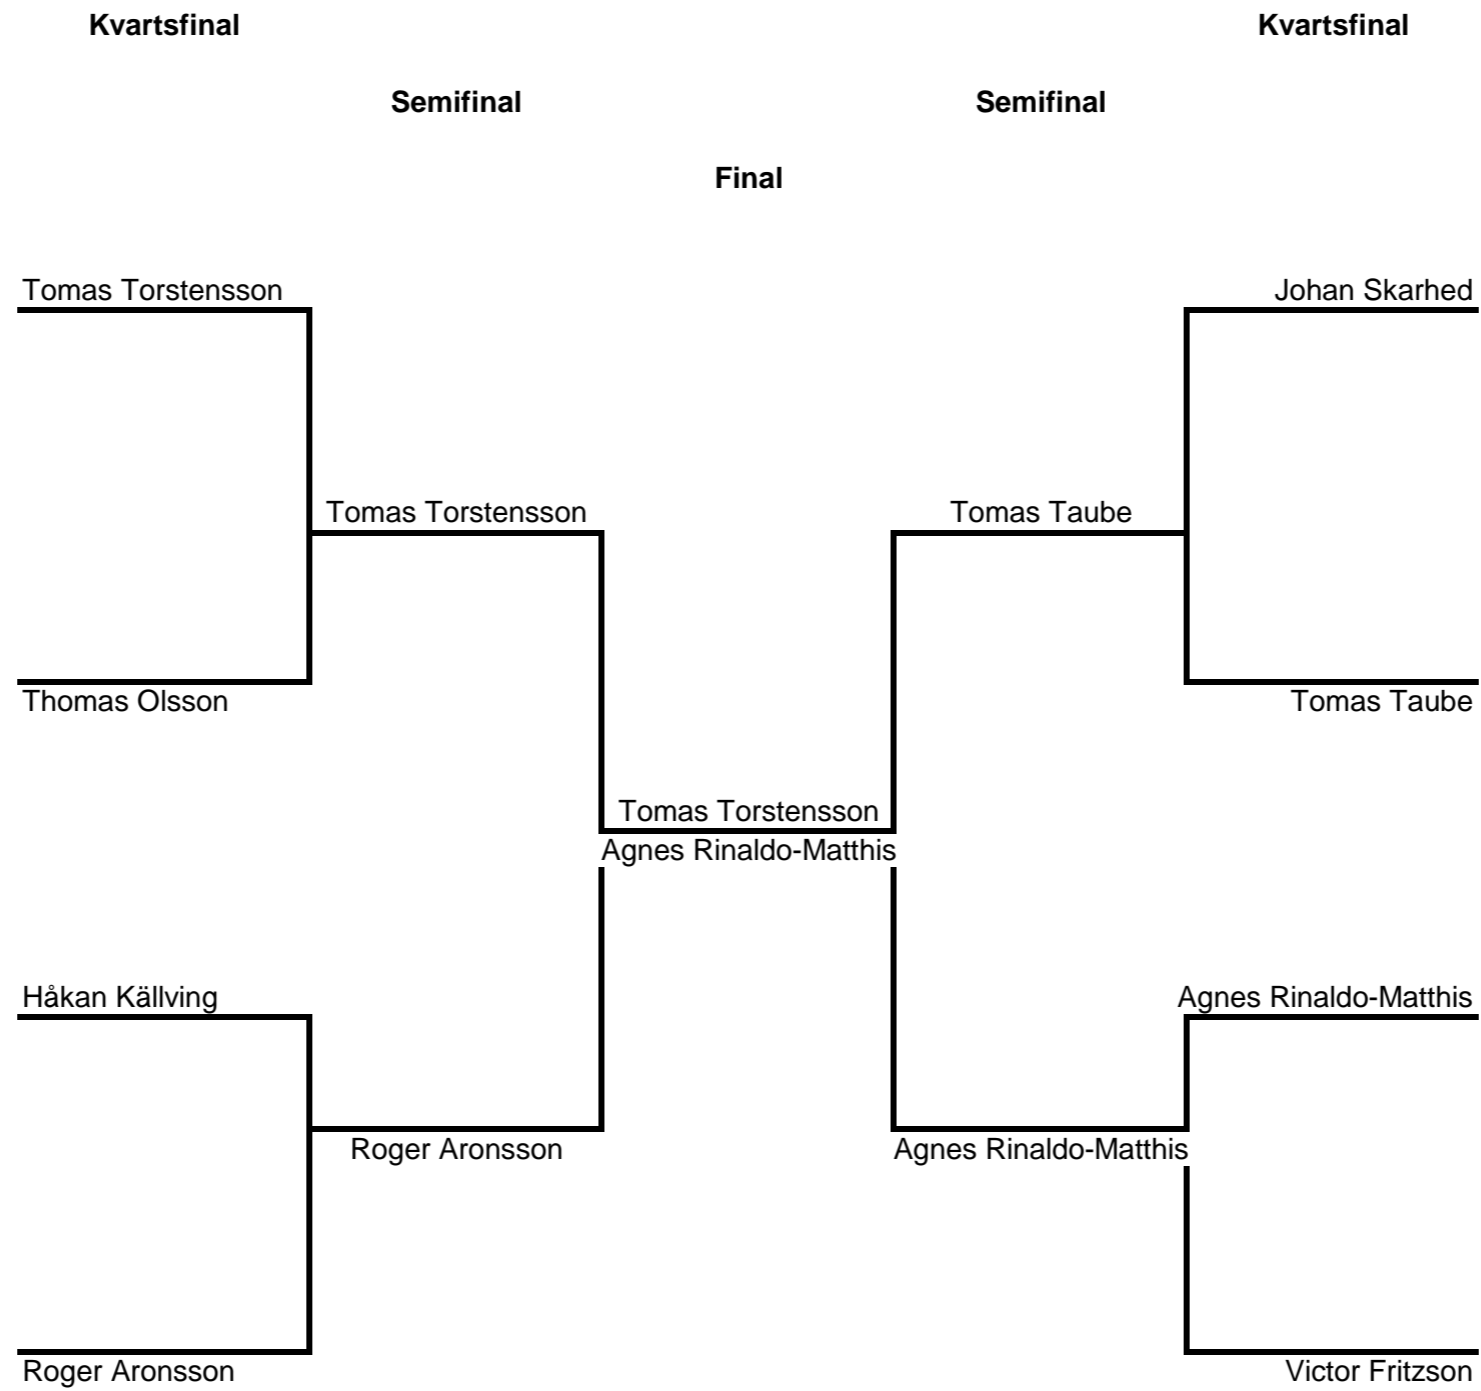 Kvartsfinal Kvartsfinal
Semifinal Semifinal
Final
Tomas Torstensson Johan Skarhed
Tomas Torstensson Tomas Taube
Thomas Olsson Tomas Taube
Tomas Torstensson
Agnes Rinaldo-Matthis
Håkan Källving Agnes Rinaldo-Matthis
Roger Aronsson Agnes Rinaldo-Matthis
Roger Aronsson Victor Fritzson